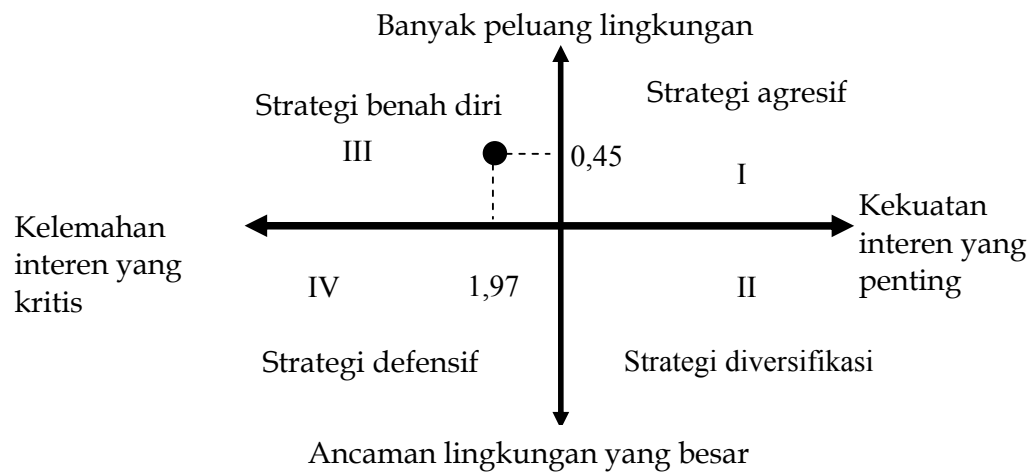 Banyak peluang lingkungan
Strategi benah diri
III
Strategi agresif
0,45
I
Kelemahan
interen yang
kritis
Kekuatan
interen yang
penting
IV
1,97
II
Strategi defensif
Strategi diversifikasi
Ancaman lingkungan yang besar